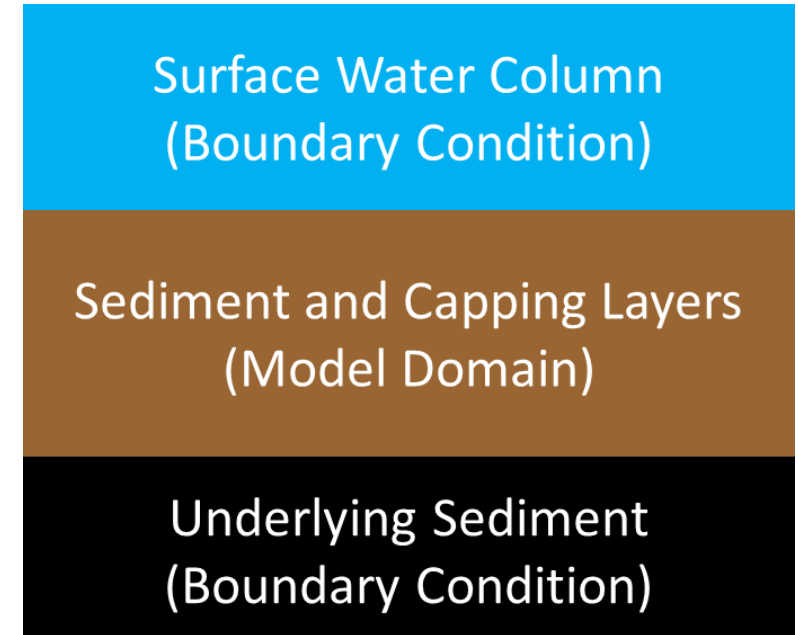 Surface Water Column
(Boundary Condition)
Sediment and Capping Layers
(Model Domain)
Underlying Sediment
(Boundary Condition)